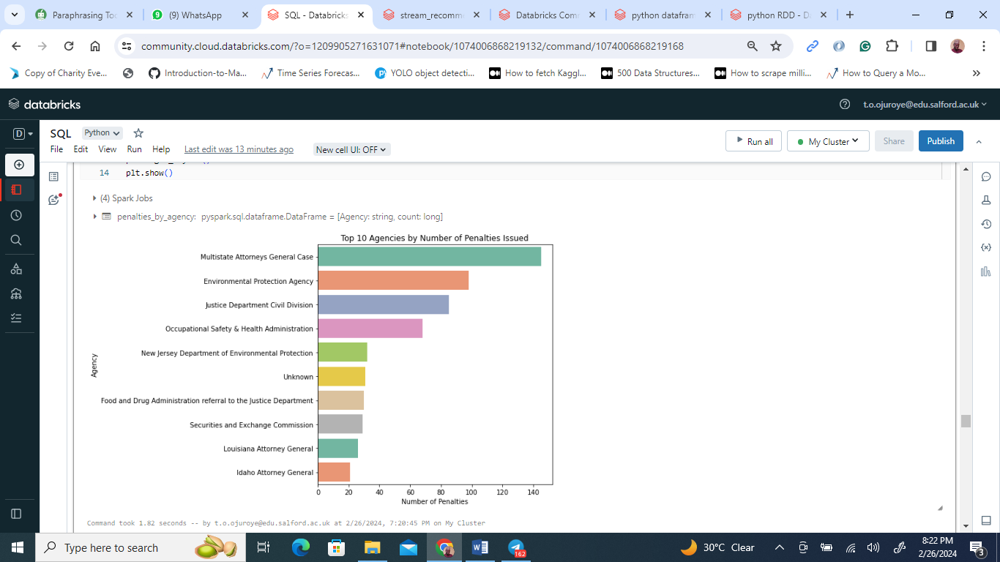 Paraphrasing Too
(9) WhatsApp
SQL - Databricks
stream_recomme
Databricks Com
python datafram
python RDD - Da
community.cloud.databricks.com/?o=1209905271631071#notebook/1074006868219132/command/1074006868219168
Copy of Charity Eve...
Introduction-to-Ma...
Time Series Forecas...
YOLO object detecti...
How to fetch Kaggl...
500 Data Structures...
How to scrape milli...
How to Query a Mo...
databricks
t.o.ojuroye@edu.salford.ac.uk
D
SQL
Python
File Edit View Run Help Last edit was 13 minutes ago New cell UI: OFF
Run all
My Cluster
Share
Publish
14 plt.show()
(4) Spark Jobs
penalties_by_agency: pyspark.sql.dataframe.DataFrame = [Agency: string, count: long]
Top 10 Agencies by Number of Penalties Issued
Agency
Multistate Attorneys General Case
Environmental Protection Agency
Justice Department Civil Division
Occupational Safety & Health Administration
New Jersey Department of Environmental Protection
Unknown
Food and Drug Administration referral to the Justice Department
Securities and Exchange Commission
Louisiana Attorney General
Idaho Attorney General
0 20 40 60 80 100 120 140
Number of Penalties
Command took 1.82 seconds -- by t.o.ojuroye@edu.salford.ac.uk at 2/26/2024, 7:20:45 PM on My Cluster
Type here to search
162
30°C Clear
8:22 PM
2/26/2024
3